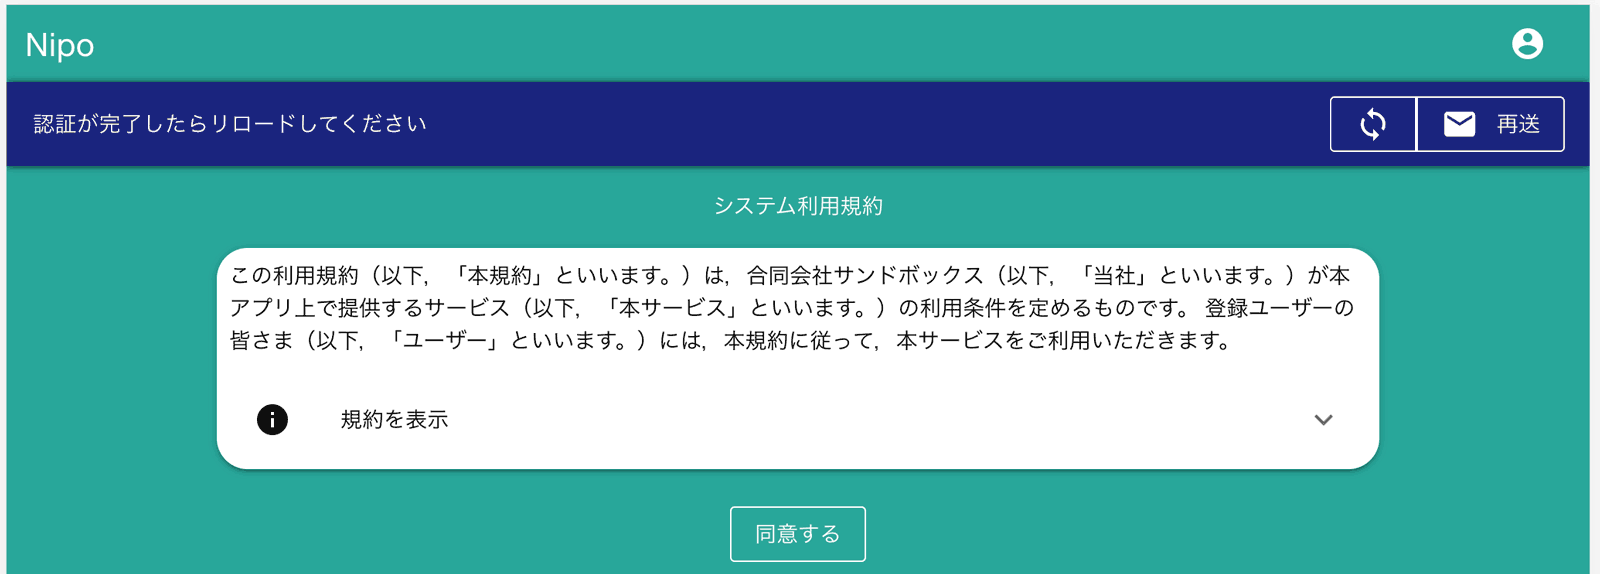 Nipo
認証が完了したらリロードしてください
再送
システム利用規約
この利用規約（以下，「本規約」といいます。）は，合同会社サンドボックス（以下，「当社」といいます。）が本
アプリ上で提供するサービス（以下，「本サービス」といいます。）の利用条件を定めるものです。 登録ユーザーの
皆さま（以下，「ユーザー」といいます。）には，本規約に従って，本サービスをご利用いただきます。
規約を表示
同意する